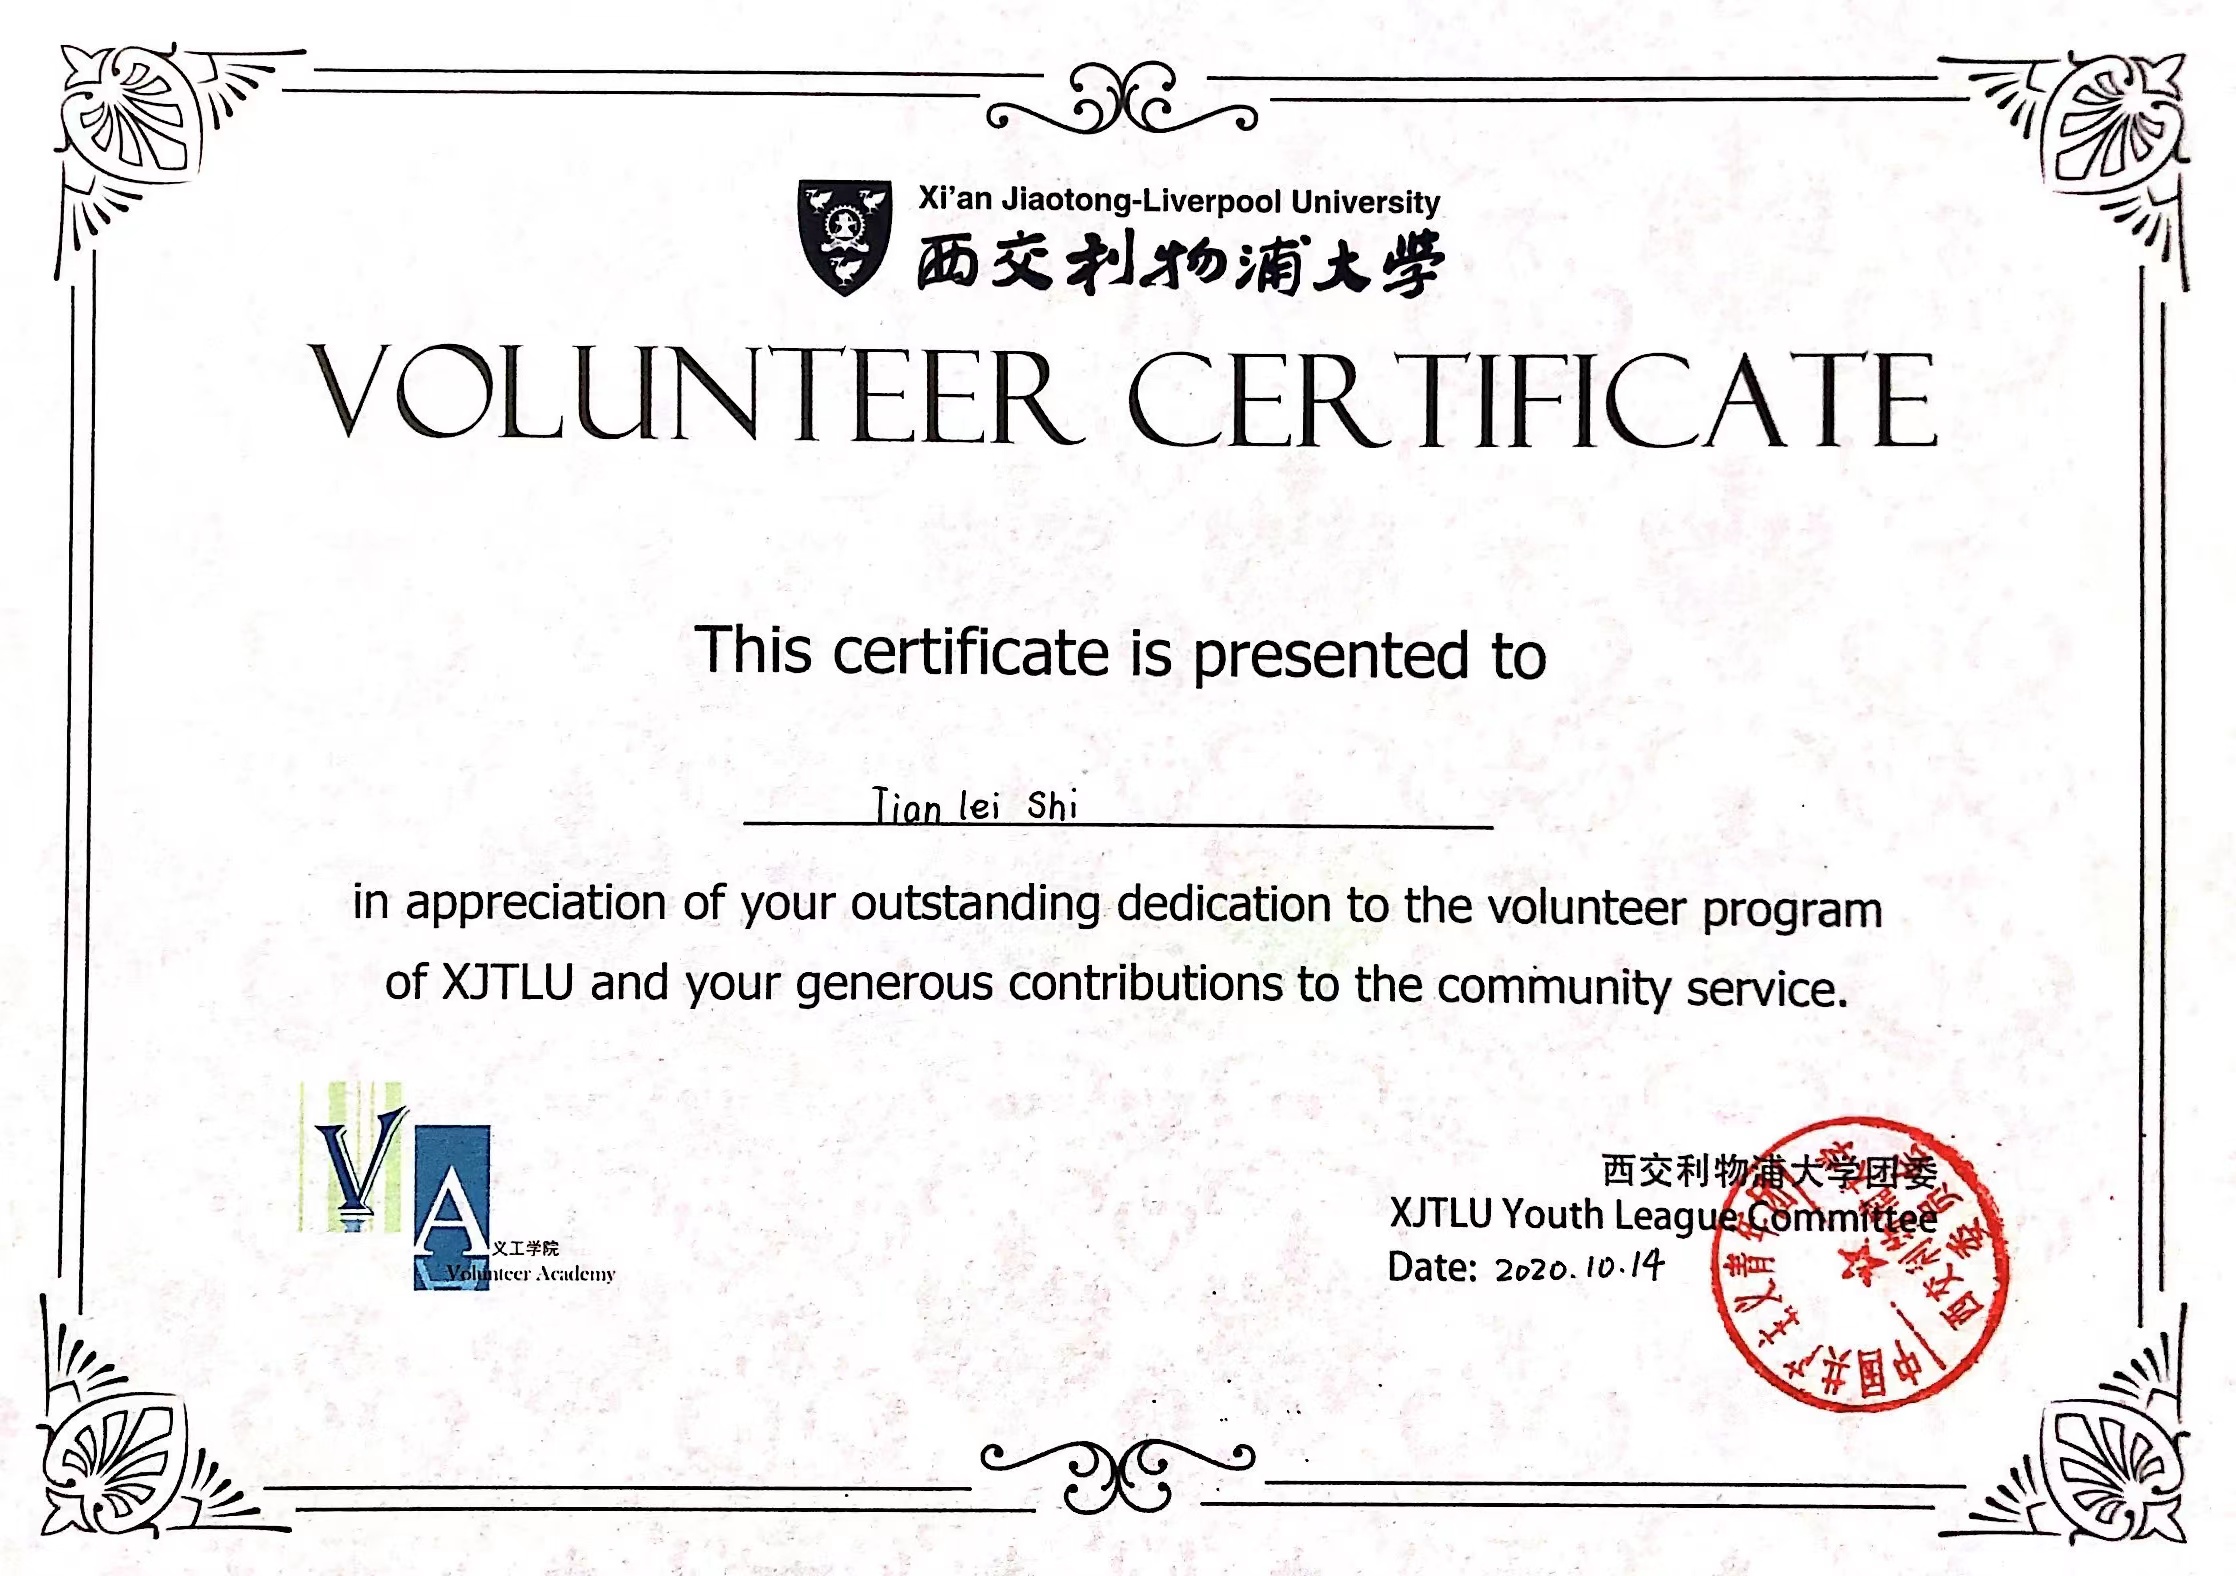 Xi'an Jiaotong-Liverpool University
西交利物浦大學
VOLUNTEER CERTIFICATE
This certificate is presented to
Tian lei Shi
in appreciation of your outstanding dedication to the volunteer program
of XJTLU and your generous contributions to the community service.
V
A
义工学院
Volunteer Academy
西交利物浦大学团委
XJTLU Youth League Committee
Date: 2020.10.14
中国共产主义青年团
西交利物浦大学委员会